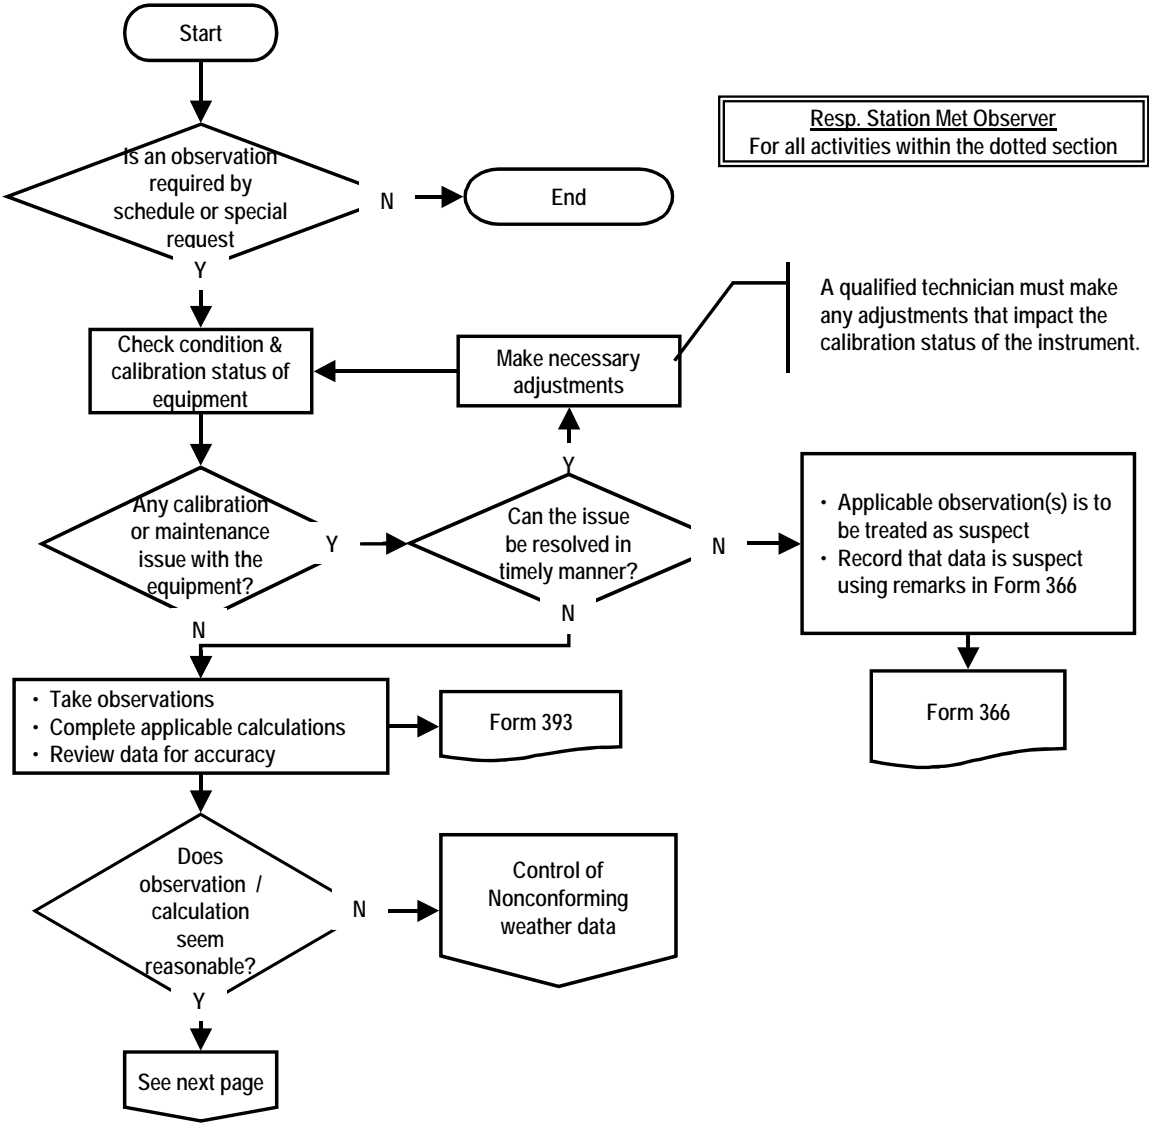 Start
Resp. Station Met Observer
For all activities within the dotted section
Is an observation
required by
schedule or special
request
N
End
Y
A qualified technician must make
any adjustments that impact the
calibration status of the instrument.
Check condition &
calibration status of
equipment
Make necessary
adjustments
Y
Any calibration
or maintenance
issue with the
equipment?
Y
Can the issue
be resolved in
timely manner?
N
· Applicable observation(s) is to
be treated as suspect
· Record that data is suspect
using remarks in Form 366
N
N
· Take observations
· Complete applicable calculations
· Review data for accuracy
Form 393
Form 366
Does
observation /
calculation
seem
reasonable?
N
Control of
Nonconforming
weather data
Y
See next page